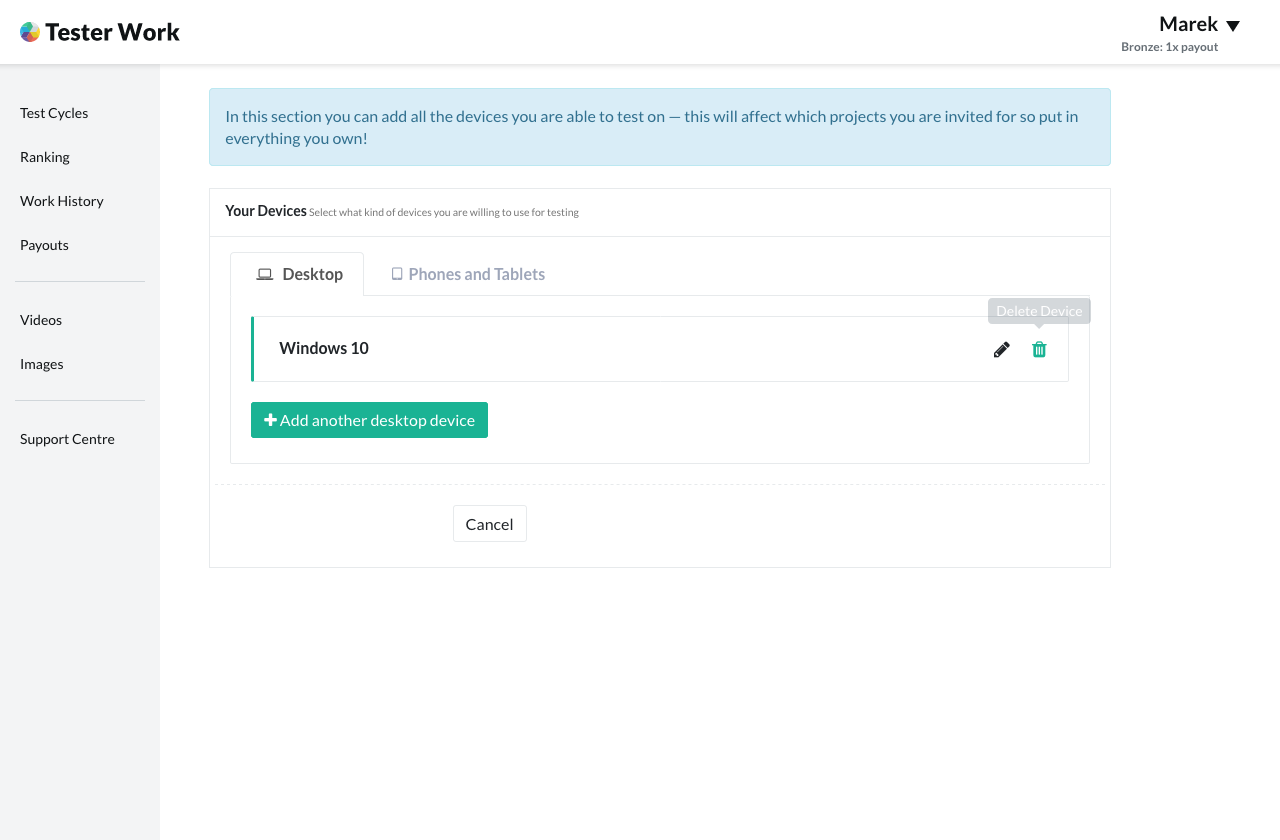 Tester Work
Marek
Bronze: 1x payout
Test Cycles
Ranking
Work History
Payouts
Videos
Images
Support Centre
In this section you can add all the devices you are able to test on — this will affect which projects you are invited for so put in
everything you own!
Your Devices Select what kind of devices you are willing to use for testing
Desktop
Phones and Tablets
Delete Device
Windows 10
Add another desktop device
Cancel